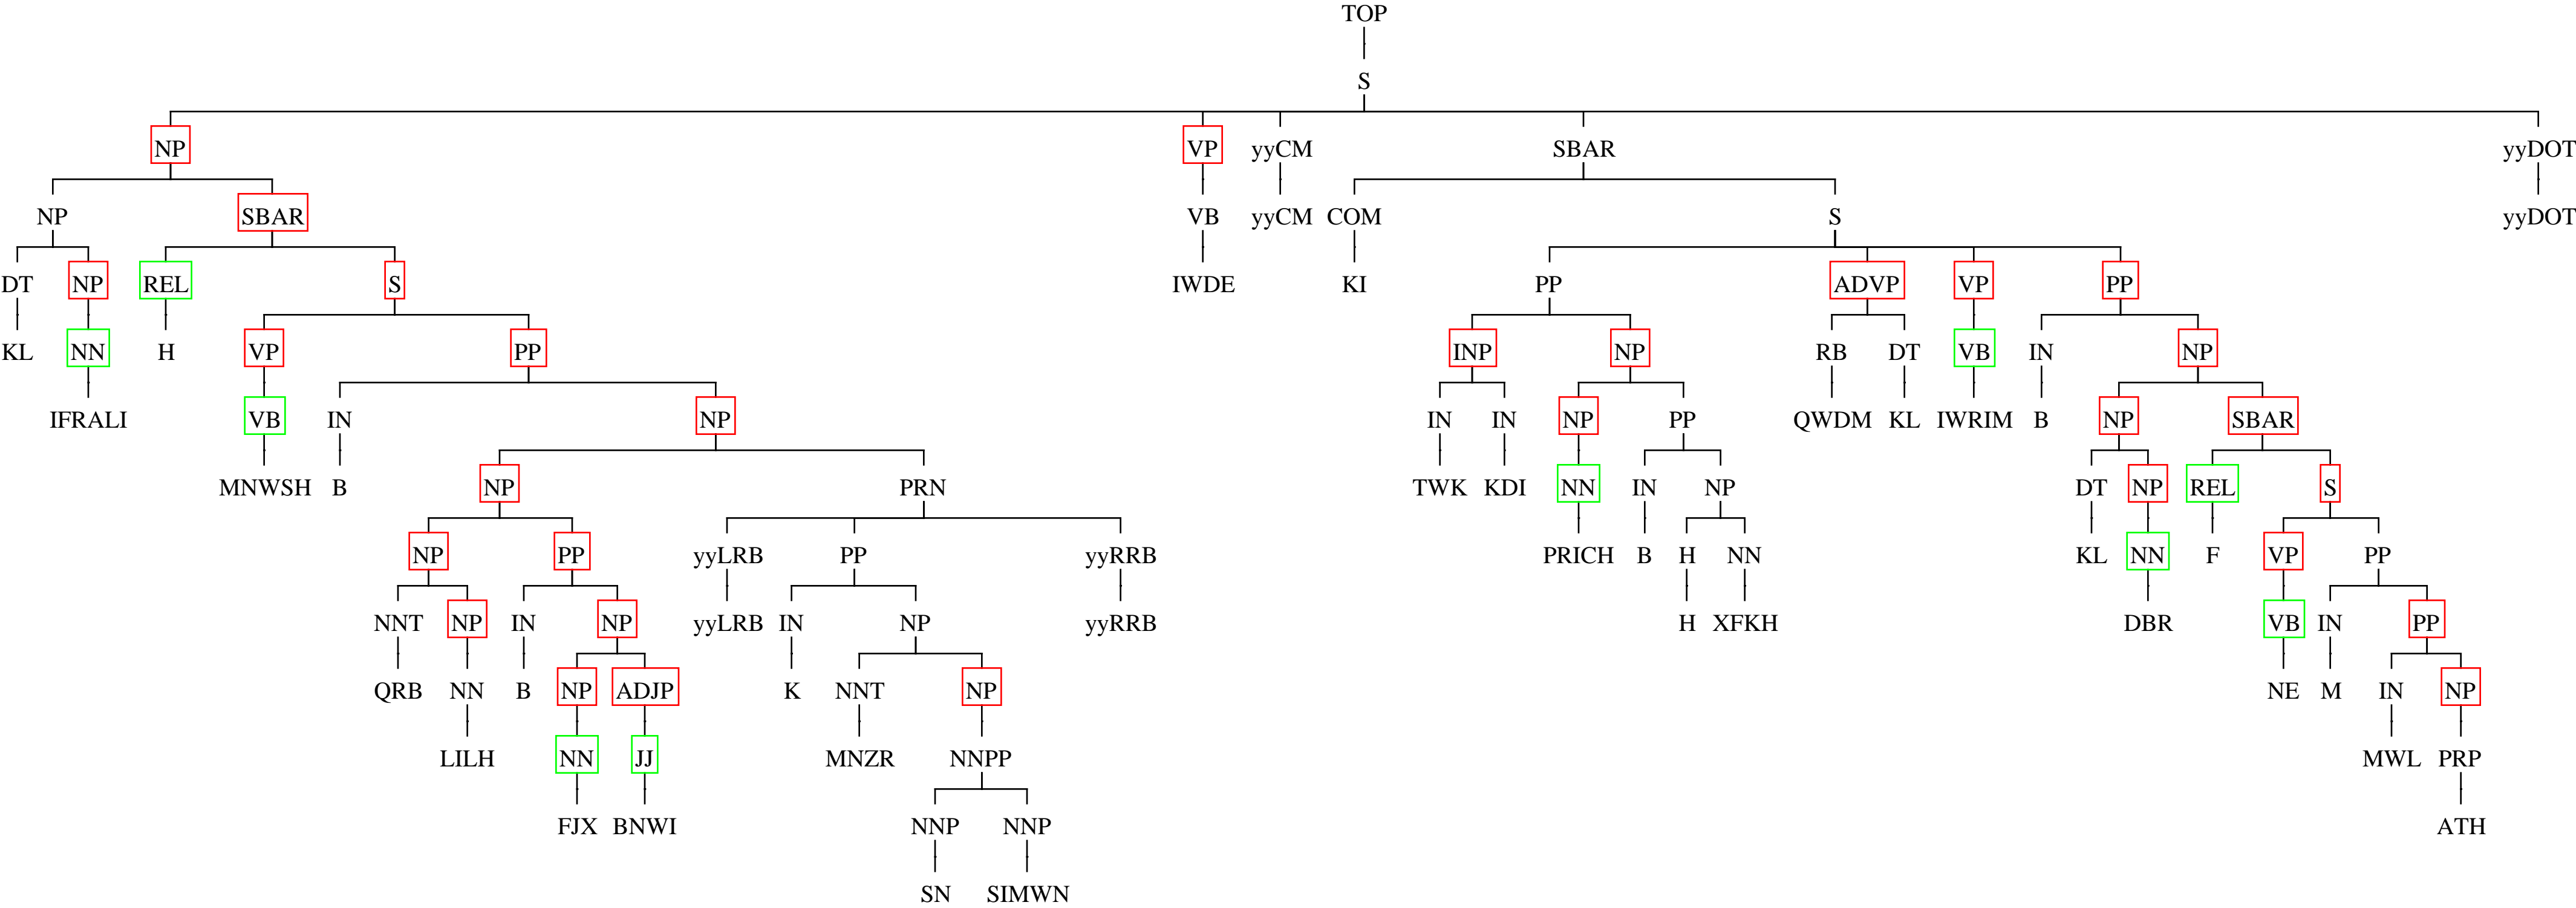 TOP
S
NP VP yyCM SBAR yyDOT
NP SBAR VB yyCM COM S yyDOT
DT NP REL S IWDE KI PP ADVP VP PP
KL NN H VP PP INP NP RB DT VB IN NP
IFRALI VB IN NP IN IN NP PP QWDM KL IWRIM B NP SBAR
MNWSH B NP PRN TWK KDI NN IN NP DT NP REL S
NP PP yyLRB PP yyRRB PRICH B H NN KL NN F VP PP
NNT NP IN NP yyLRB IN NP yyRRB H XFKH DBR VB IN PP
QRB NN B NP ADJP K NNT NP NE M IN NP
LILH NN JJ MNZR NNPP MWL PRP
FJX BNWI NNP NNP ATH
SN SIMWN